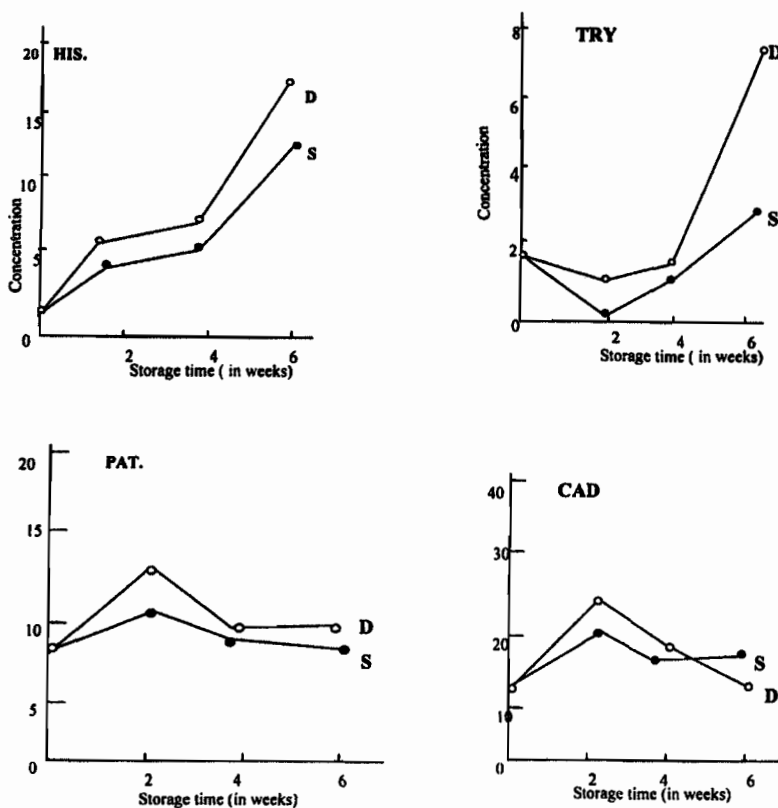 HIS.
20
15
10
5
0
Concentration
D
S
2 4 6
Storage time ( in weeks)
TRY
8
6
4
2
0
Concentration
D
S
2 4 6
Storage time (in weeks)
PAT.
20
15
10
5
0
D
S
2 4 6
Storage time (in weeks)
CAD
40
30
20
10
0
S
D
2 4 6
Storage time (in weeks)